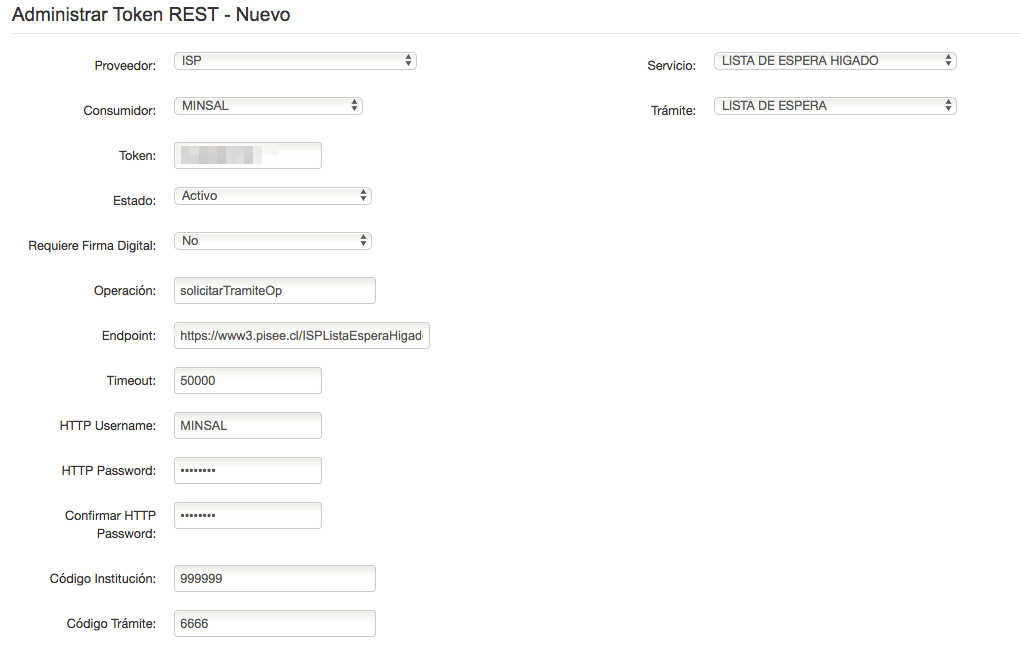 Administrar Token REST - Nuevo
Proveedor: ISP Servicio: LISTA DE ESPERA HIGADO
Consumidor: MINSAL Trámite: LISTA DE ESPERA
Token:
Estado: Activo
Requiere Firma Digital: No
Operación: solicitarTramiteOp
Endpoint: https://www3.pisee.cl/ISPListaEsperaHigad
Timeout: 50000
HTTP Username: MINSAL
HTTP Password: ••••••••
Confirmar HTTP
Password: ••••••••
Código Institución: 999999
Código Trámite: 6666